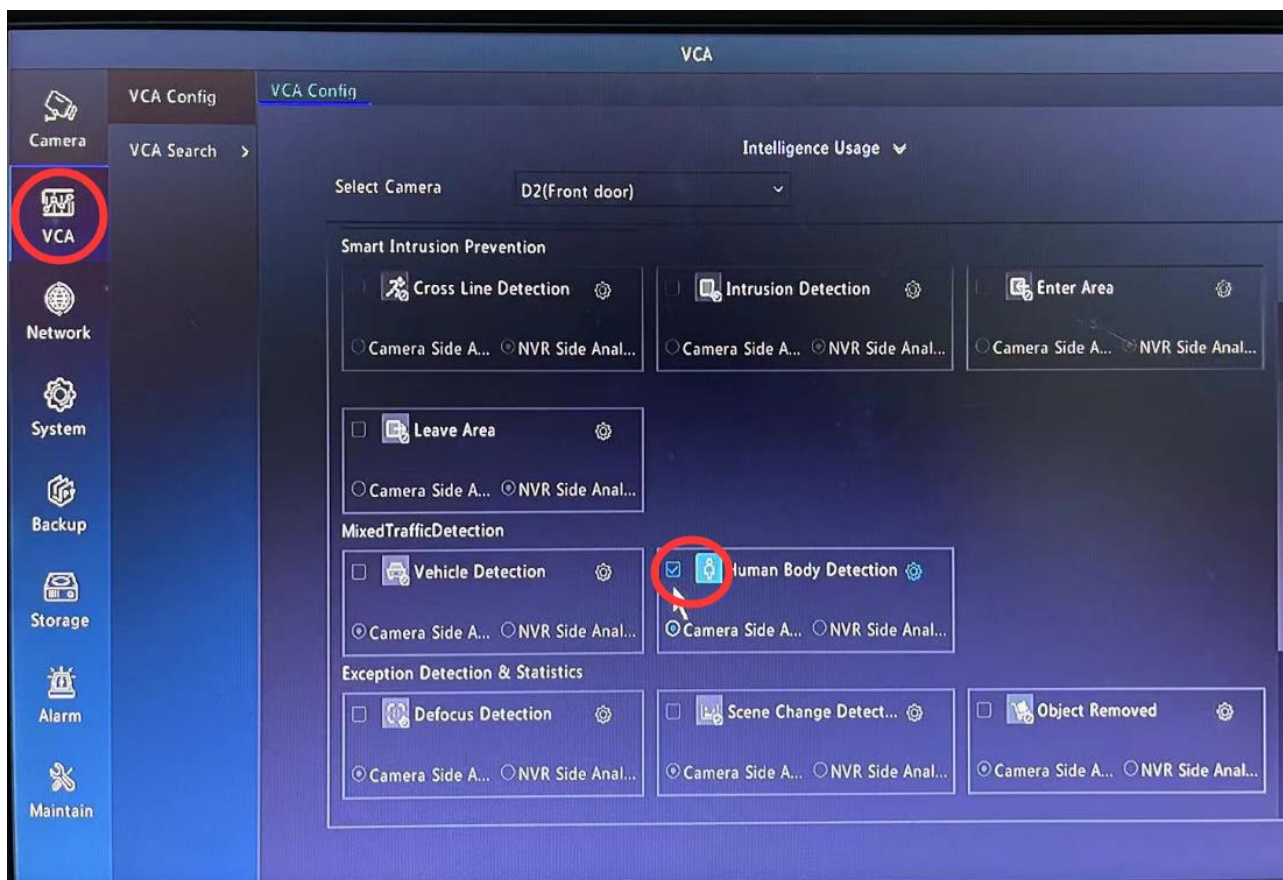 VCA
Camera
VCA
Network
System
Backup
Storage
Alarm
Maintain
VCA Config
VCA Search >
VCA Config
Intelligence Usage
Select Camera D2(Front door)
Smart Intrusion Prevention
Cross Line Detection
Camera Side A... NVR Side Anal...
Intrusion Detection
Camera Side A... NVR Side Anal...
Enter Area
Camera Side A... NVR Side Anal...
Leave Area
Camera Side A... NVR Side Anal...
MixedTrafficDetection
Vehicle Detection
Camera Side A... NVR Side Anal...
Human Body Detection
Camera Side A... NVR Side Anal...
Exception Detection & Statistics
Defocus Detection
Camera Side A... NVR Side Anal...
Scene Change Detect...
Camera Side A... NVR Side Anal...
Object Removed
Camera Side A... NVR Side Anal...